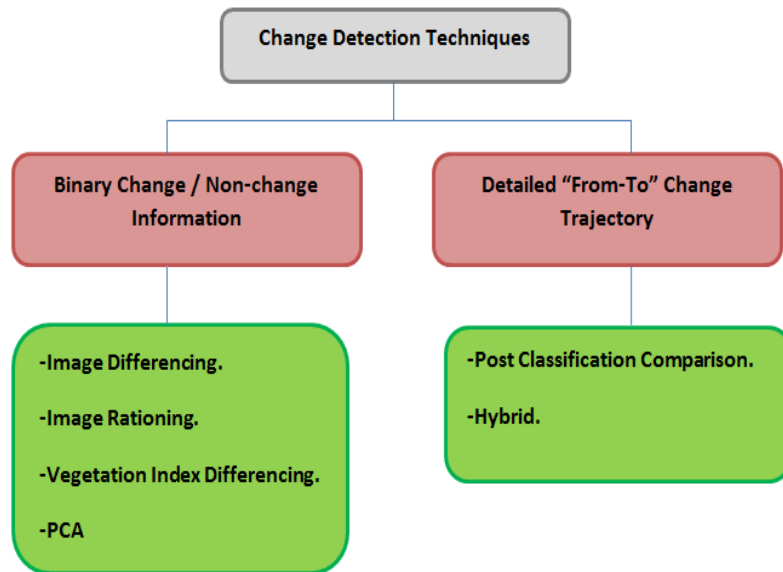 Change Detection Techniques
Binary Change / Non-change
Information
Detailed “From-To” Change
Trajectory
-Image Differencing.
-Image Rationing.
-Vegetation Index Differencing.
-PCA
-Post Classification Comparison.
-Hybrid.